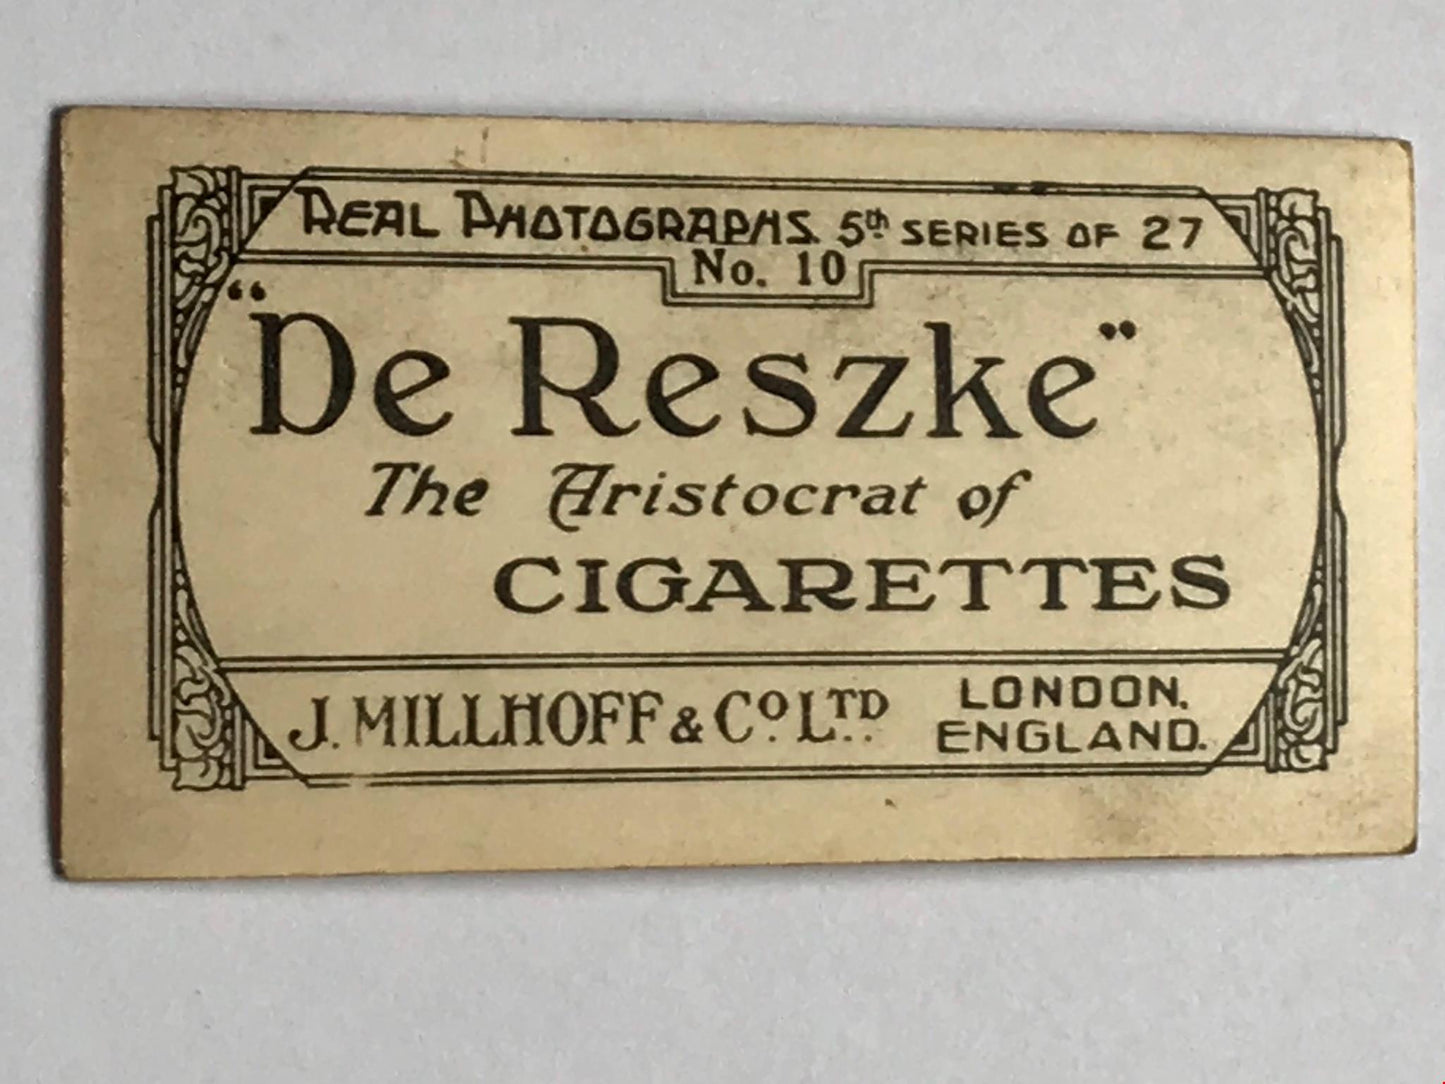 REAL PHOTOGRAPHS. 5th SERIES OF 27
No. 10
"De Reszke"
The Aristocrat of
CIGARETTES
J. MILLHOFF & Co. LTD. LONDON,
ENGLAND.